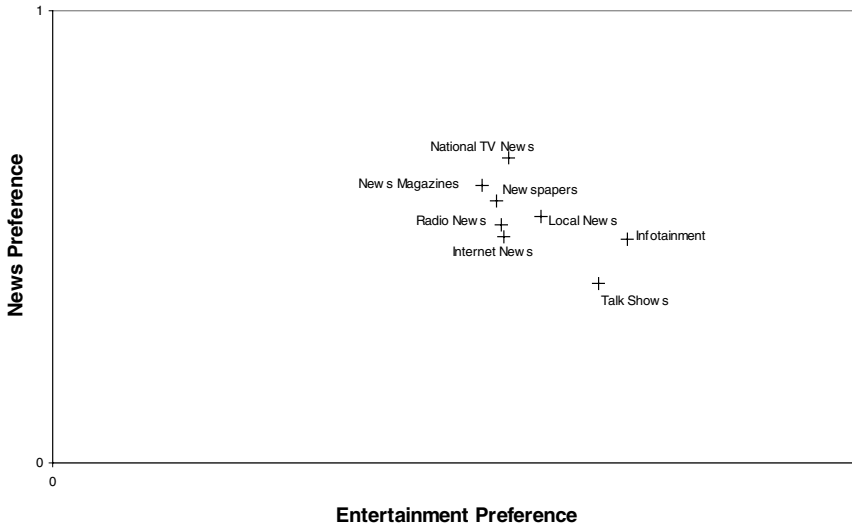 1
National TV News
News Magazines
Newspapers
Radio News
Local News
Infotainment
Internet News
Talk Shows
News Preference
0
0
Entertainment Preference